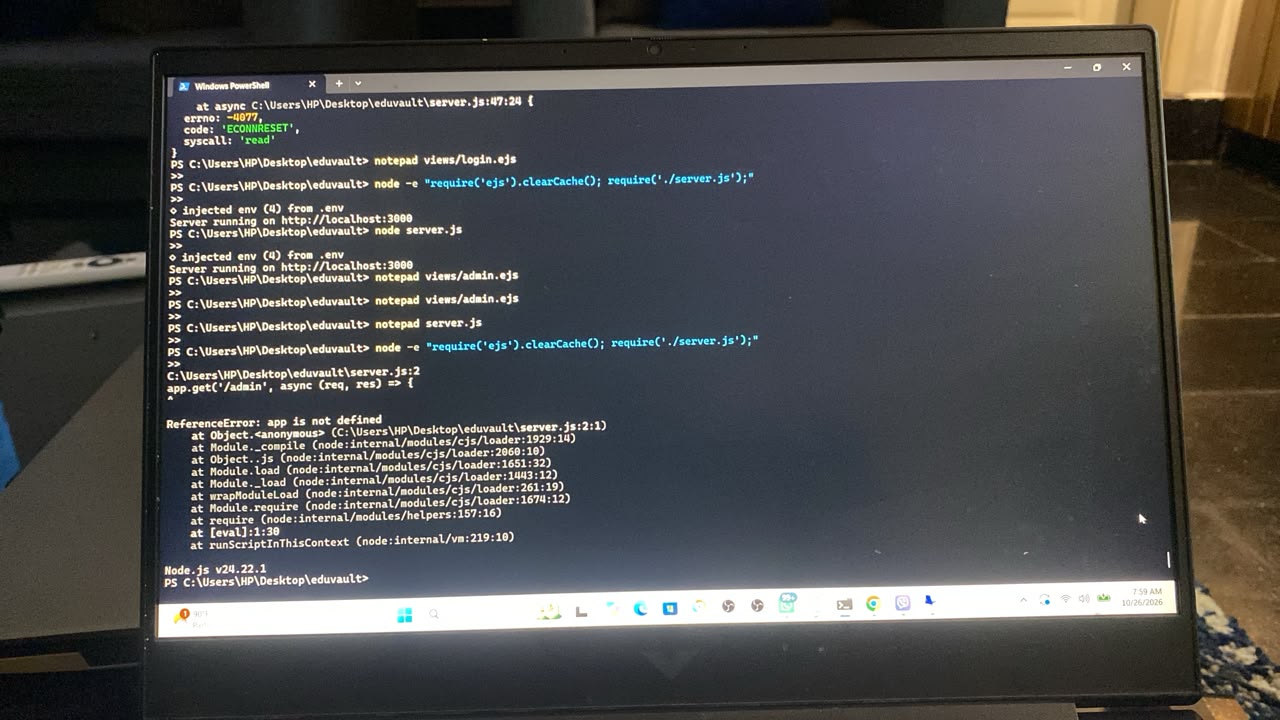 Windows PowerShell
at async C:\Users\HP\Desktop\eduvault\server.js:47:24 {
errno: -4077,
code: 'ECONNRESET',
syscall: 'read'
}
PS C:\Users\HP\Desktop\eduvault> notepad views/login.ejs
>>
PS C:\Users\HP\Desktop\eduvault> node -e "require('ejs').clearCache(); require('./server.js');"
>>
◇ injected env (4) from .env
Server running on http://localhost:3000
PS C:\Users\HP\Desktop\eduvault> node server.js
>>
◇ injected env (4) from .env
Server running on http://localhost:3000
PS C:\Users\HP\Desktop\eduvault> notepad views/admin.ejs
>>
PS C:\Users\HP\Desktop\eduvault> notepad views/admin.ejs
>>
PS C:\Users\HP\Desktop\eduvault> notepad server.js
>>
PS C:\Users\HP\Desktop\eduvault> node -e "require('ejs').clearCache(); require('./server.js');"
>>
C:\Users\HP\Desktop\eduvault\server.js:2
app.get('/admin', async (req, res) => {
^
ReferenceError: app is not defined
at Object.<anonymous> (C:\Users\HP\Desktop\eduvault\server.js:2:1)
at Module._compile (node:internal/modules/cjs/loader:1929:14)
at Object..js (node:internal/modules/cjs/loader:2060:10)
at Module.load (node:internal/modules/cjs/loader:1651:32)
at Module._load (node:internal/modules/cjs/loader:1443:12)
at wrapModuleLoad (node:internal/modules/cjs/loader:261:19)
at Module.require (node:internal/modules/cjs/loader:1674:12)
at require (node:internal/modules/helpers:157:16)
at [eval]:1:30
at runScriptInThisContext (node:internal/vm:219:10)
Node.js v24.22.1
PS C:\Users\HP\Desktop\eduvault>
1
99+
7:59 AM
10/26/2026